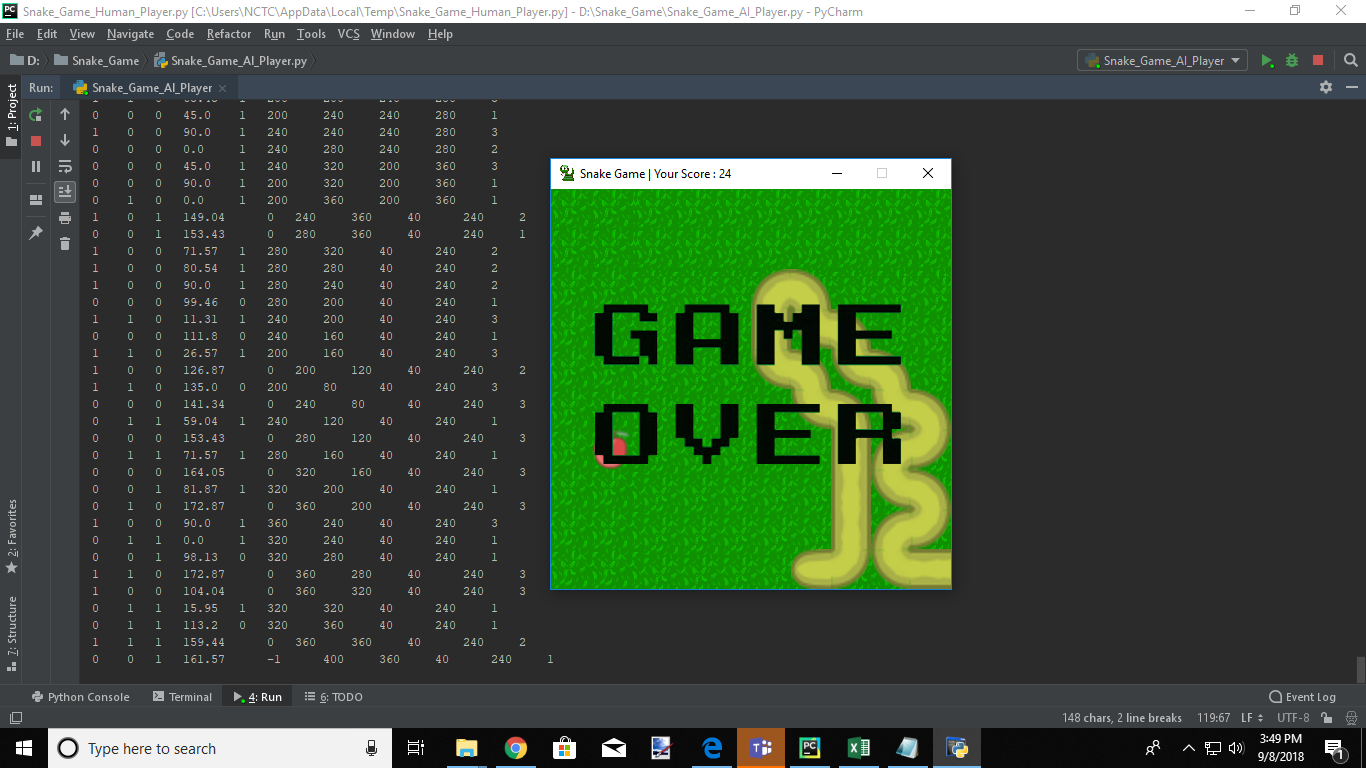 Snake_Game_Human_Player.py [C:\Users\NCTC\AppData\Local\Temp\Snake_Game_Human_Player.py] - D:\Snake_Game\Snake_Game_AI_Player.py - PyCharm
File Edit View Navigate Code Refactor Run Tools VCS Window Help
D: Snake_Game Snake_Game_AI_Player.py Snake_Game_AI_Player
Run: Snake_Game_AI_Player
1: Project
0 0 0 45.0 1 200 240 240 280 1
1 0 0 90.0 1 240 240 240 280 3
0 0 0 0.0 1 240 280 240 280 2
0 0 0 45.0 1 240 320 200 360 3
0 0 0 90.0 1 200 320 200 360 1
0 1 0 0.0 1 200 360 200 360 1
1 0 1 149.04 0 240 360 40 240 2
0 0 1 153.43 0 280 360 40 240 1
1 0 0 71.57 1 280 320 40 240 2
1 0 0 80.54 1 280 280 40 240 2
1 0 0 90.0 1 280 240 40 240 2
0 0 0 99.46 0 280 200 40 240 1
1 1 0 11.31 1 240 200 40 240 3
0 0 0 111.8 0 240 160 40 240 1
1 1 0 26.57 1 200 160 40 240 3
1 0 0 126.87 0 200 120 40 240 2
1 1 0 135.0 0 200 80 40 240 3
0 0 0 141.34 0 240 80 40 240 3
0 1 1 59.04 1 240 120 40 240 1
0 0 0 153.43 0 280 120 40 240 3
0 1 1 71.57 1 280 160 40 240 1
0 0 0 164.05 0 320 160 40 240 3
0 0 1 81.87 1 320 200 40 240 1
0 1 0 172.87 0 360 200 40 240 3
1 0 0 90.0 1 360 240 40 240 3
0 1 1 0.0 1 320 240 40 240 1
0 0 1 98.13 0 320 280 40 240 1
1 1 0 172.87 0 360 280 40 240 3
1 0 0 104.04 0 360 320 40 240 3
0 1 1 15.95 1 320 320 40 240 1
0 1 1 113.2 0 320 360 40 240 1
1 1 1 159.44 0 360 360 40 240 2
0 0 1 161.57 -1 400 360 40 240 1
Snake Game | Your Score : 24
GAME
OVER
2: Favorites
7: Structure
Python Console Terminal 4: Run 6: TODO Event Log
148 chars, 2 line breaks 119:67 LF UTF-8
Type here to search
3:49 PM
9/8/2018
1